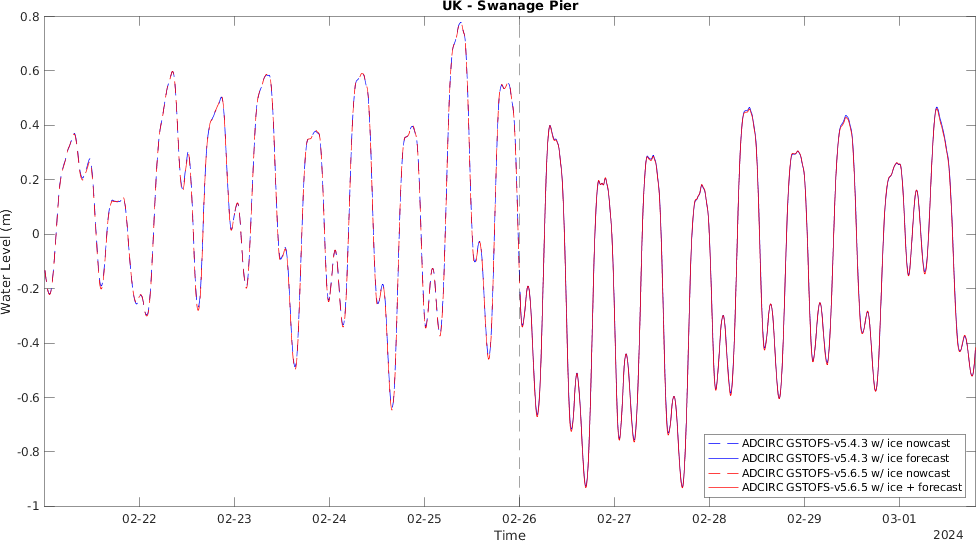 UK - Swanage Pier
0.8
0.6
0.4
0.2
0
-0.2
-0.4
-0.6
-0.8
-1
Water Level (m)
02-22 02-23 02-24 02-25 02-26 02-27 02-28 02-29 03-01
Time
2024
ADCIRC GSTOFS-v5.4.3 w/ ice nowcast
ADCIRC GSTOFS-v5.4.3 w/ ice forecast
ADCIRC GSTOFS-v5.6.5 w/ ice nowcast
ADCIRC GSTOFS-v5.6.5 w/ ice + forecast